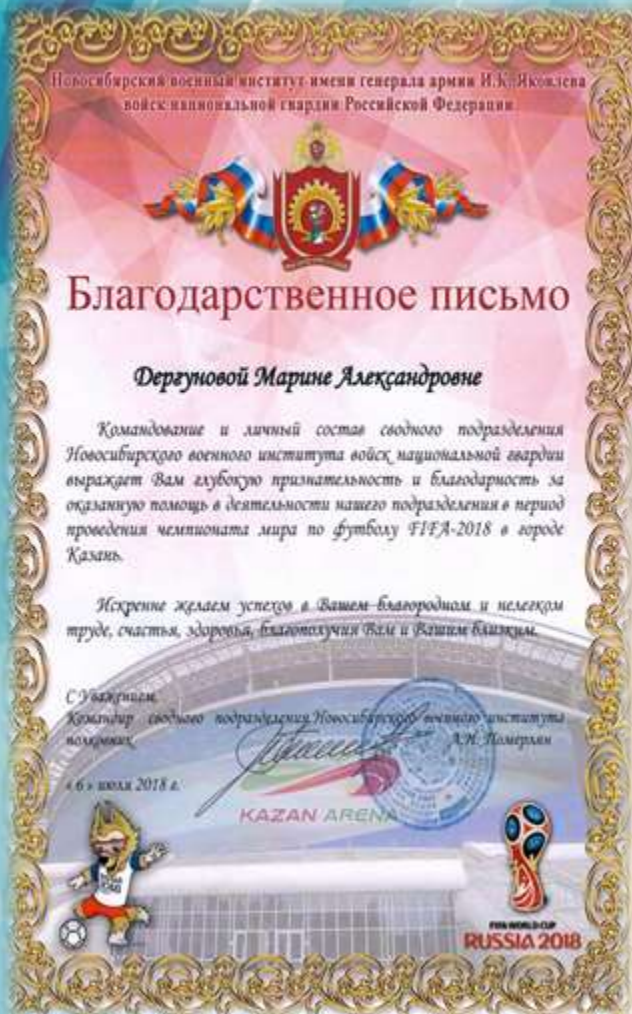 Новосибирский военный институт имени генерала армии И.К. Яковлева
войск национальной гвардии Российской Федерации
Благодарственное письмо
Дергуновой Марине Александровне
Командование и личный состав сводного подразделения
Новосибирского военного института войск национальной гвардии
выражает Вам глубокую признательность и благодарность за
оказанную помощь в деятельности нашего подразделения в период
проведения чемпионата мира по футболу FIFA-2018 в городе
Казань.
Искренне желаем успехов в Вашем благородном и нелегком
труде, счастья, здоровья, благополучия Вам и Вашим близким.
С Уважением,
Командир сводного подразделения Новосибирского военного института
полковник А.Н. Померлян
« 6 » июля 2018 г.
KAZAN ARENA
FIFA WORLD CUP
RUSSIA 2018